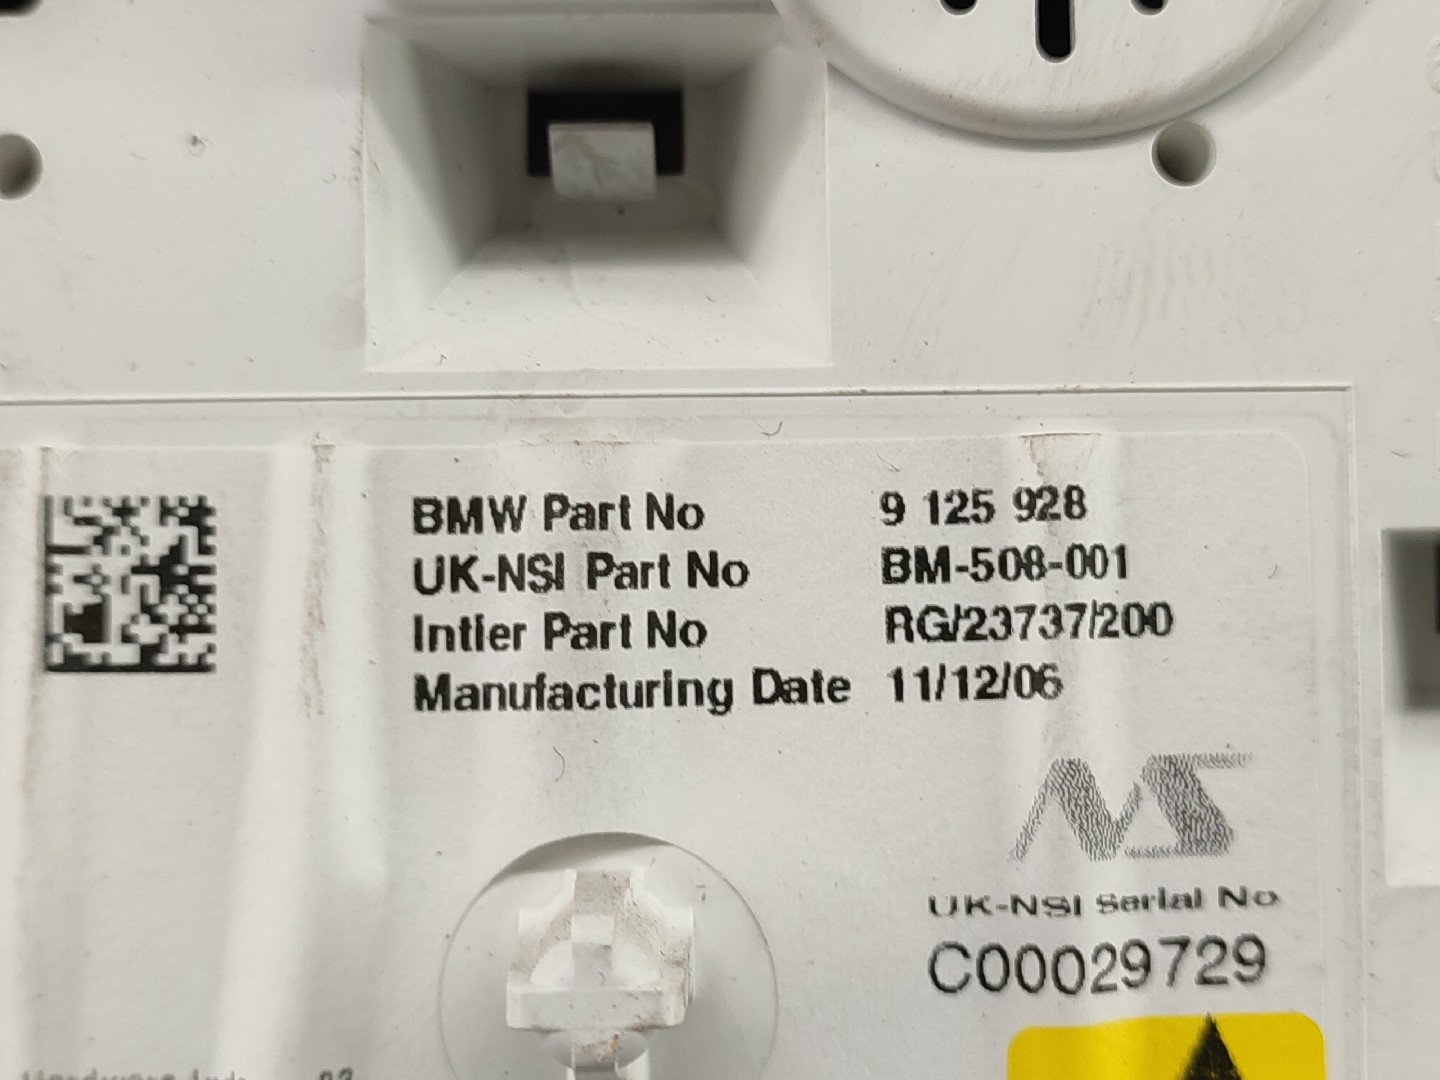 BMW Part No 9 125 928
UK-NSI Part No BM-508-001
Intier Part No RG/23737/200
Manufacturing Date 11/12/06
NS
UK-NSI Serial No
C00029729